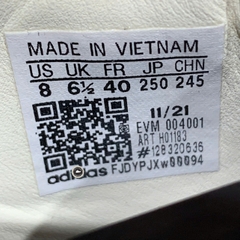 MADE IN VIETNAM
US UK FR JP CHN
8 6½ 40 250 245
11/21
EVM 004001
ART H01183
#128320636
adidas FJDYPJXw00094